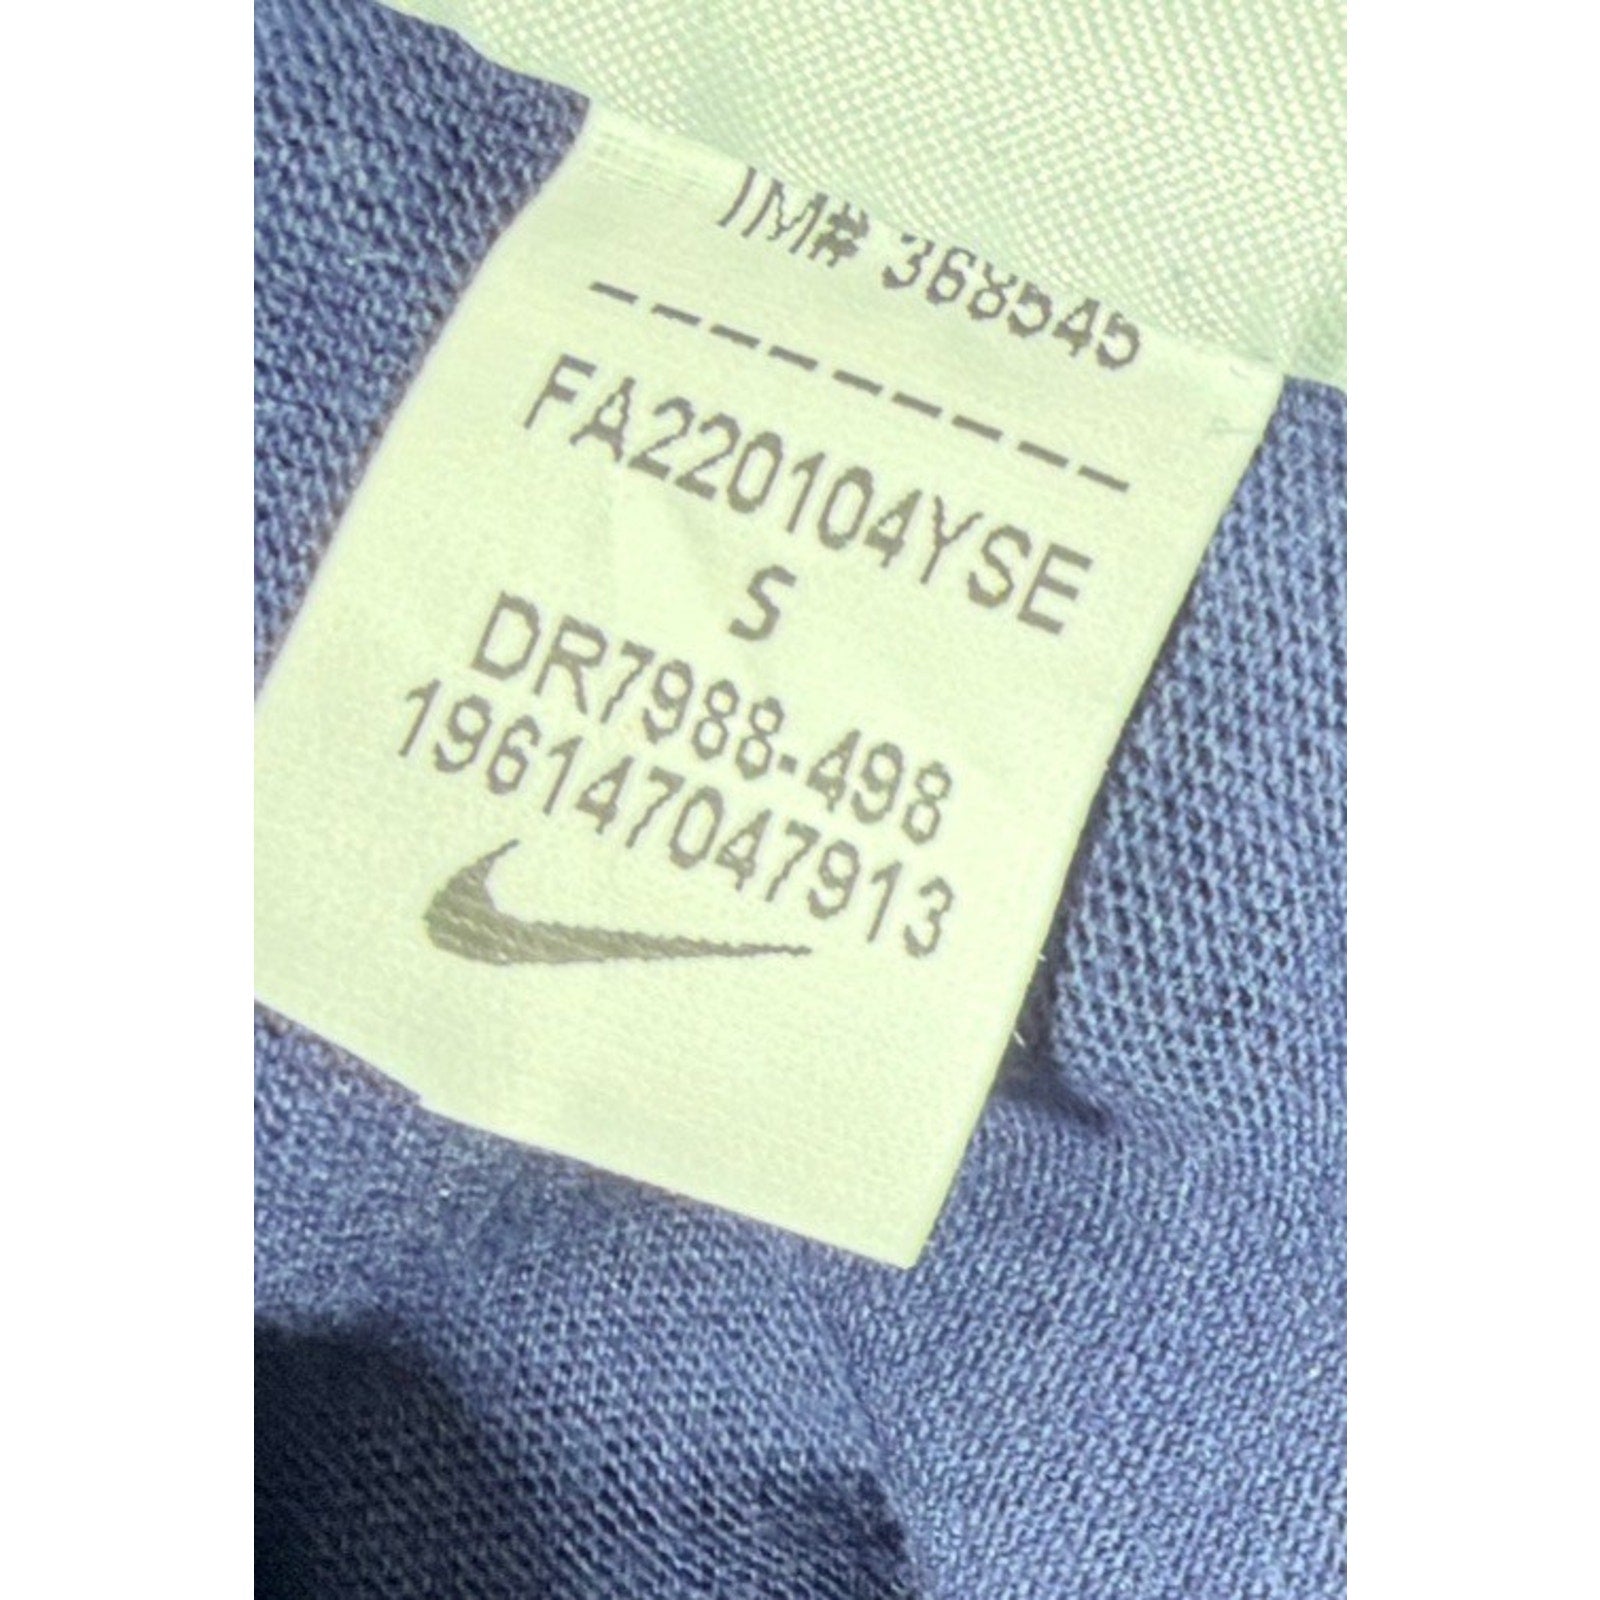 IM# 368545
---------
FA220104YSE
S
DR7988-498
196147047913